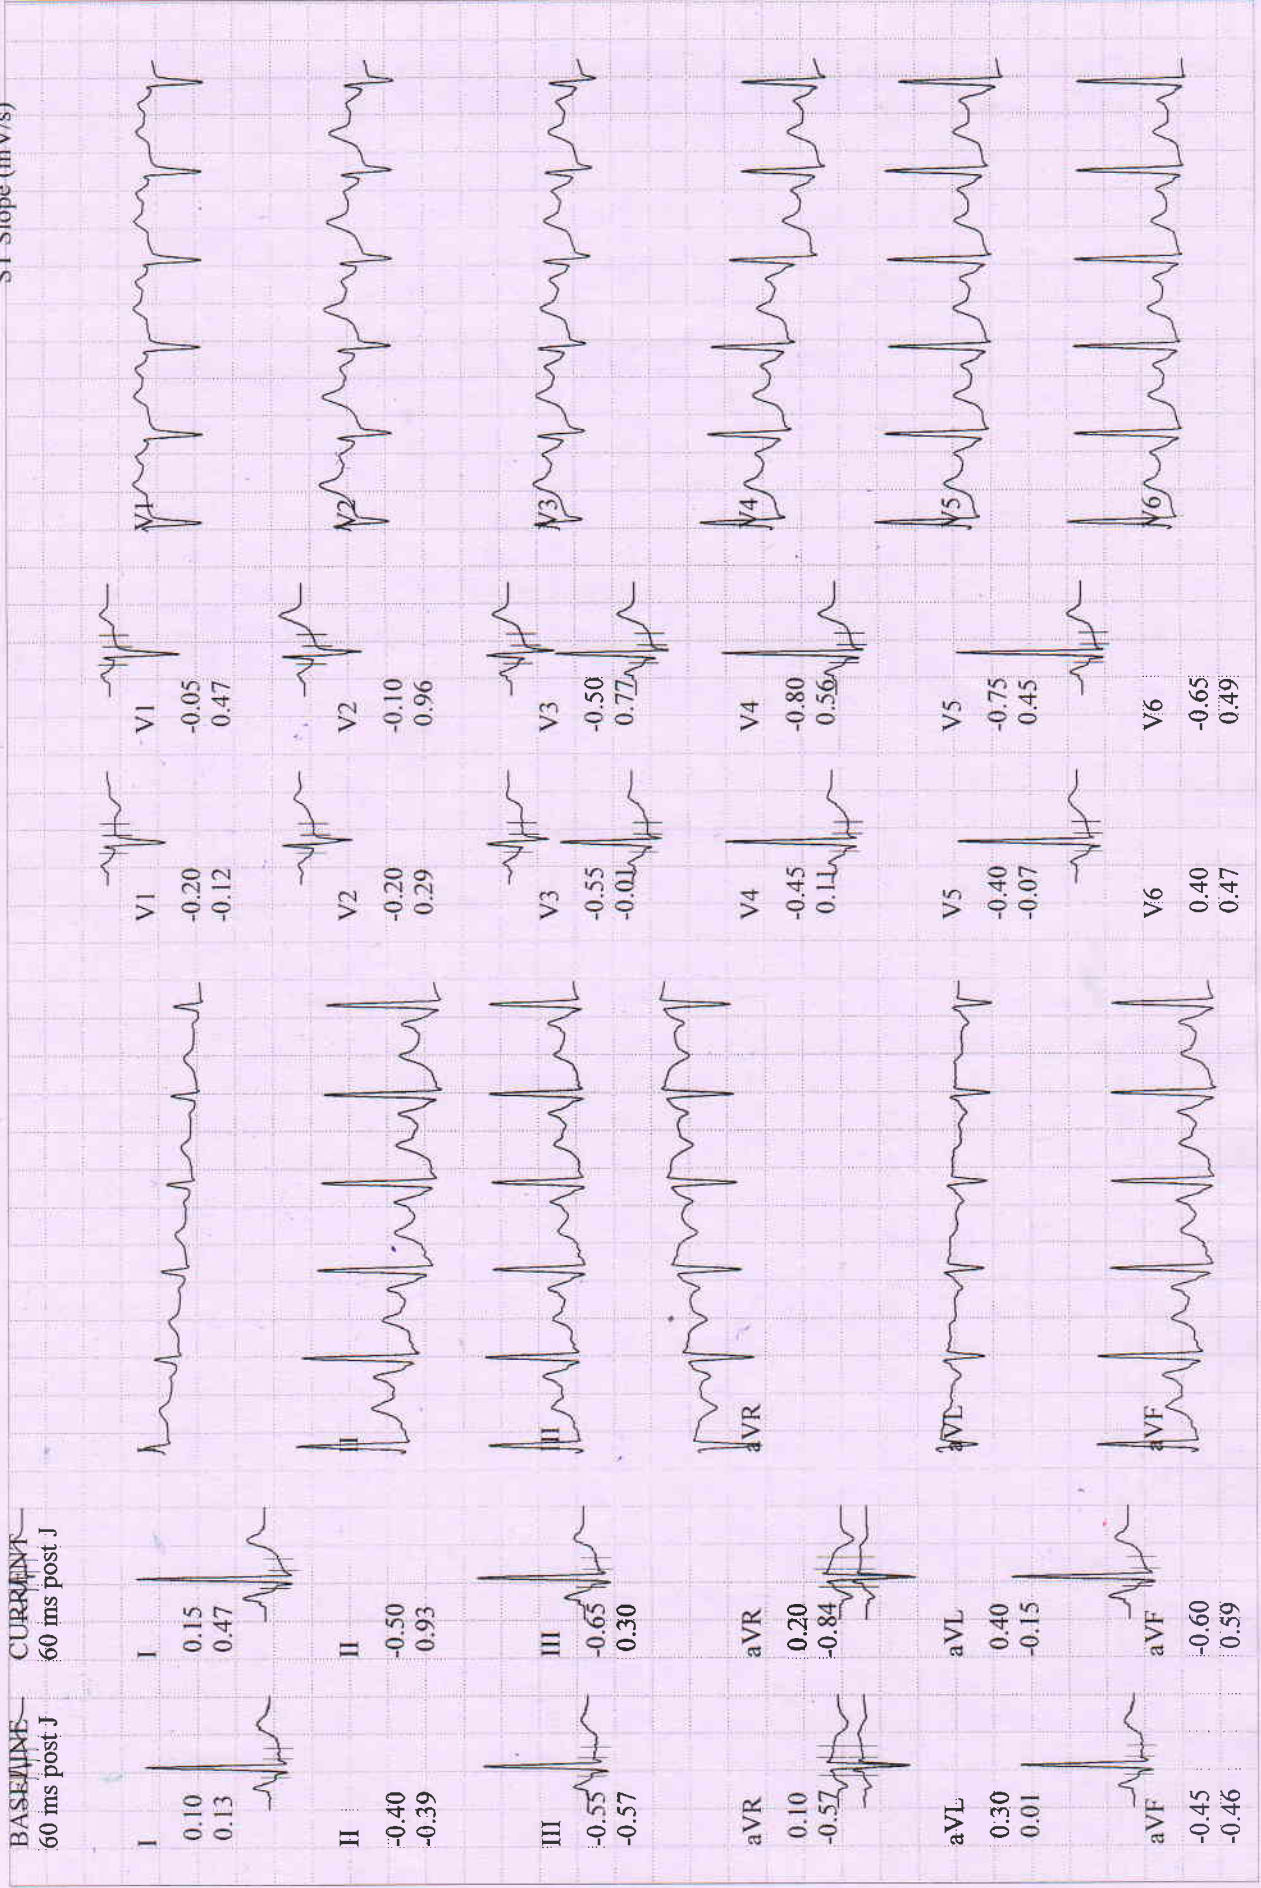 ST Slope (mV/s)
BASELINE
60 ms post J
CURRENT
60 ms post J
I
0.10
0.13
I
0.15
0.47
V1
-0.20
-0.12
V1
-0.05
0.47
V1
II
-0.40
-0.39
II
-0.50
0.93
II
V2
-0.20
0.29
V2
-0.10
0.96
V2
III
-0.55
-0.57
III
-0.65
0.30
III
V3
-0.55
-0.01
V3
-0.50
0.77
V3
aVR
0.10
-0.57
aVR
0.20
-0.84
aVR
V4
-0.45
0.11
V4
-0.80
0.56
V4
aVL
0.30
0.01
aVL
0.40
-0.15
aVL
V5
-0.40
-0.07
V5
-0.75
0.45
V5
aVF
-0.45
-0.46
aVF
-0.60
0.59
aVF
V6
0.40
0.47
V6
-0.65
0.49
V6